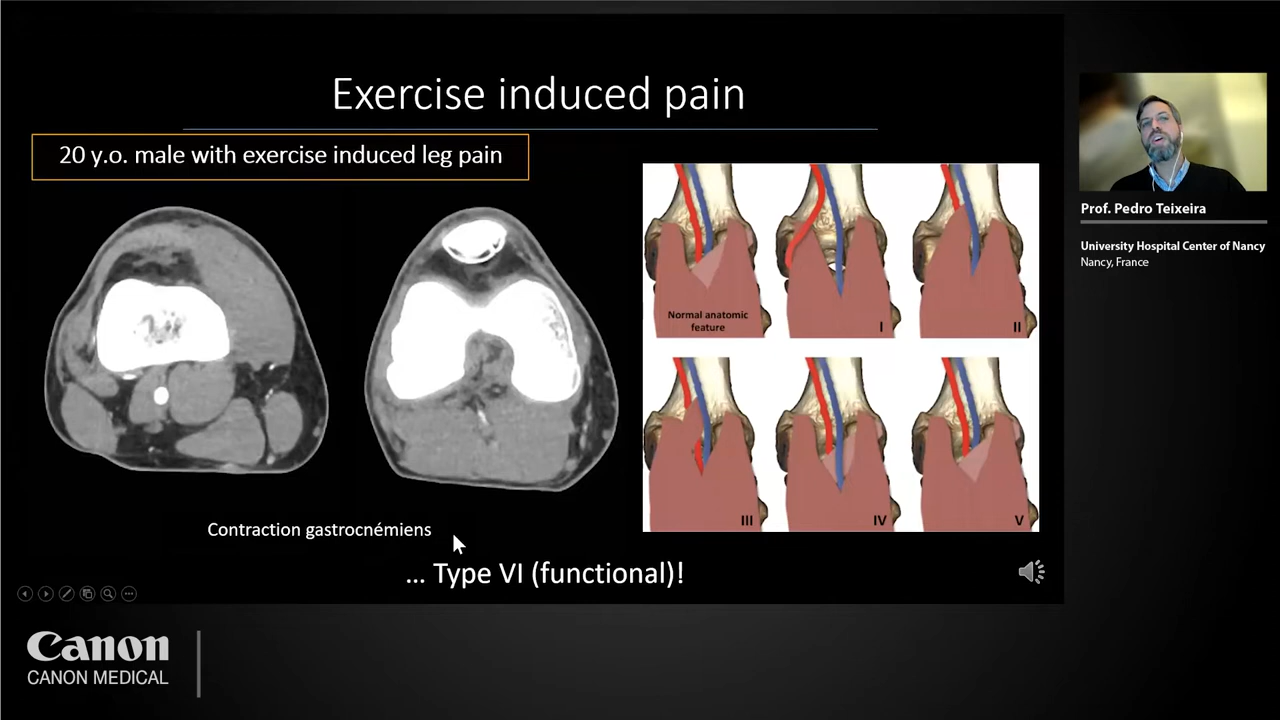 Exercise induced pain
20 y.o. male with exercise induced leg pain
Normal anatomic
feature
I
II
III
IV
V
Contraction gastrocnémiens
... Type VI (functional)!
Prof. Pedro Teixeira
University Hospital Center of Nancy
Nancy, France
Canon
CANON MEDICAL